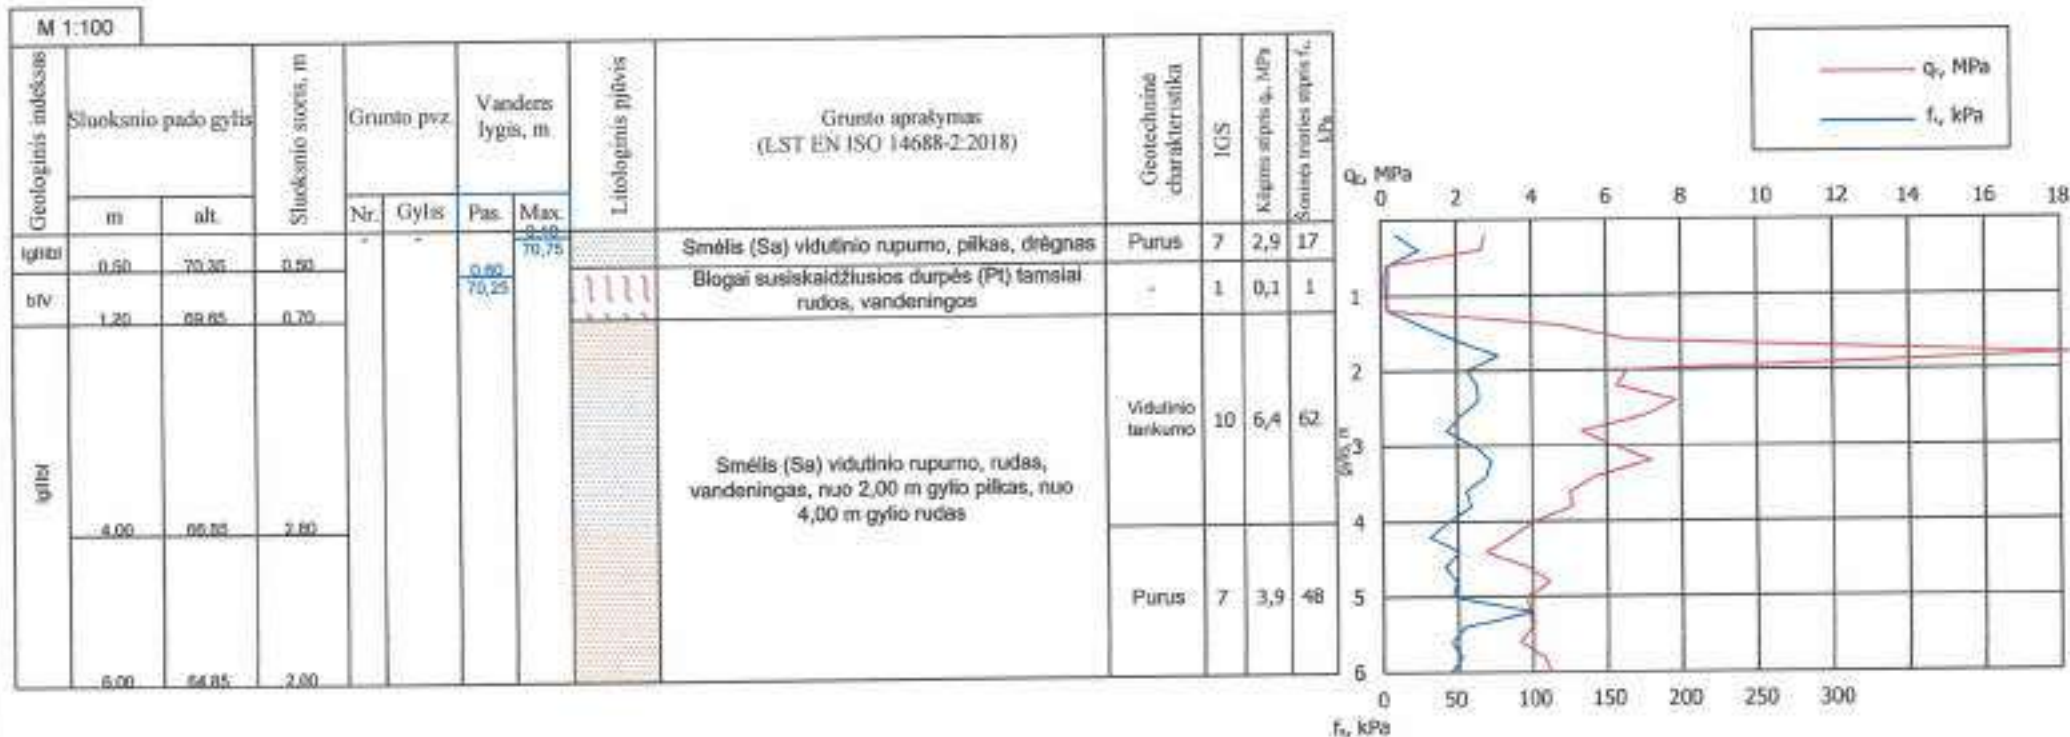 M 1:100
Geologinis indeksas
Sluoksnio pado gylis
Sluoksnio storis, m
Grunto pvz.
Vandens
lygis, m
Litologinis pjūvis
Grunto aprašymas
(LST EN ISO 14688-2:2018)
Geotechninė
charakteristika
IGS
Kūginis stipris qc, MPa
Šoninės trinties stipris fs,
kPa
m
alt.
Nr.
Gylis
Pas.
Max.
70,75
0.50
70.35
0.50
-
-
Smėlis (Sa) vidutinio rupumo, pilkas, drėgnas
Purus
7
2,9
17
bIV
1.20
69.65
0.70
0.60
70,25
Blogai susiskaidžiusios durpės (Pt) tamsiai
rudos, vandeningos
-
1
0,1
1
4.00
66.85
2.80
Smėlis (Sa) vidutinio rupumo, rudas,
vandeningas, nuo 2,00 m gylio pilkas, nuo
4,00 m gylio rudas
Vidutinio
tankumo
10
6,4
62
6.00
64.85
2.00
Purus
7
3,9
48
qc, MPa
fs, kPa
qc, MPa
0 2 4 6 8 10 12 14 16 18
1
2
3
4
5
6
gylis, m
0 50 100 150 200 250 300
fs, kPa